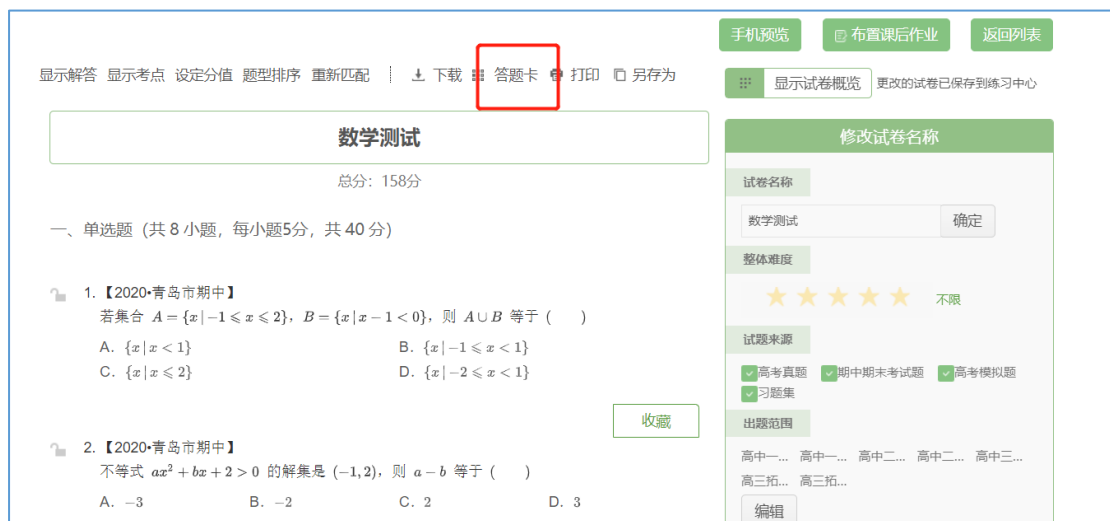 手机预览 布置课后作业 返回列表
显示解答 显示考点 设定分值 题型排序 重新匹配 下载 答题卡 打印 另存为
显示试卷概览 更改的试卷已保存到练习中心
数学测试
总分：158分
一、单选题（共 8 小题，每小题5分，共 40 分）
1.【2020•青岛市期中】
若集合 A = {x | −1 ⩽ x ⩽ 2}，B = {x | x − 1 < 0}，则 A ∪ B 等于 (  )
A. {x | x < 1} B. {x | −1 ⩽ x < 1}
C. {x | x ⩽ 2} D. {x | −2 ⩽ x < 1}
收藏
2.【2020•青岛市期中】
不等式 ax² + bx + 2 > 0 的解集是 (−1, 2)，则 a − b 等于 (  )
A. −3 B. −2 C. 2 D. 3
修改试卷名称
试卷名称
数学测试 确定
整体难度
不限
试题来源
高考真题 期中期末考试题 高考模拟题
习题集
出题范围
高中一... 高中一... 高中二... 高中二... 高中三...
高三拓... 高三拓...
编辑